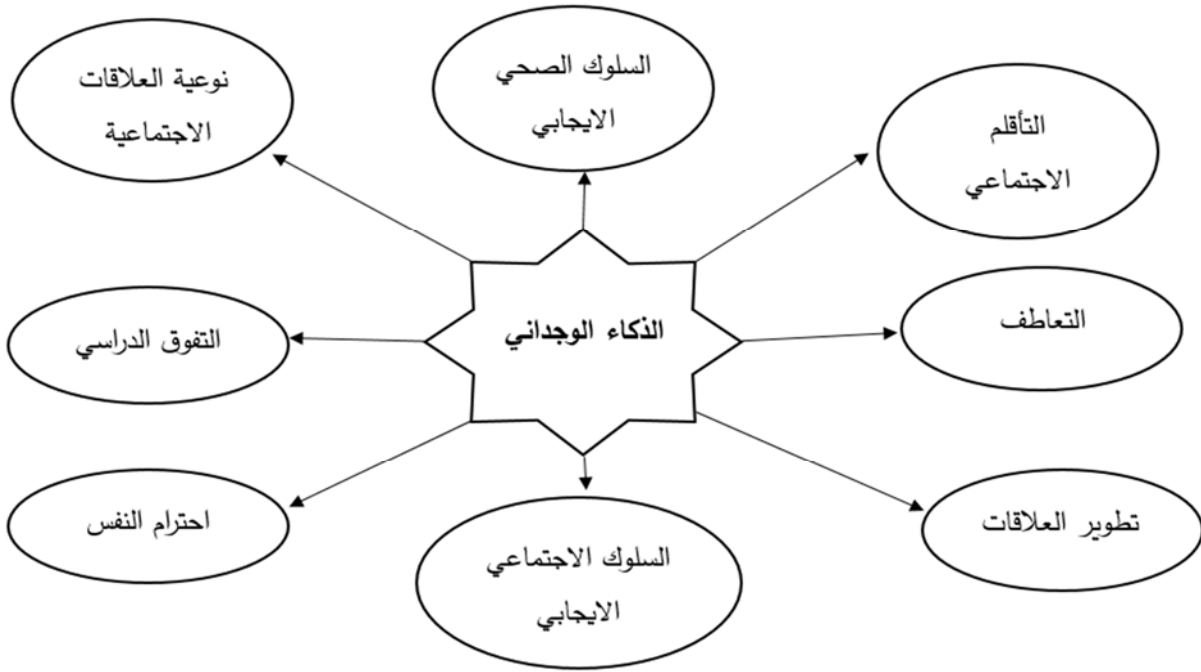 السلوك الصحي
الايجابي
نوعية العلاقات
الاجتماعية
التأقلم
الاجتماعي
التعاطف
الذكاء الوجداني
التفوق الدراسي
تطوير العلاقات
احترام النفس
السلوك الاجتماعي
الايجابي